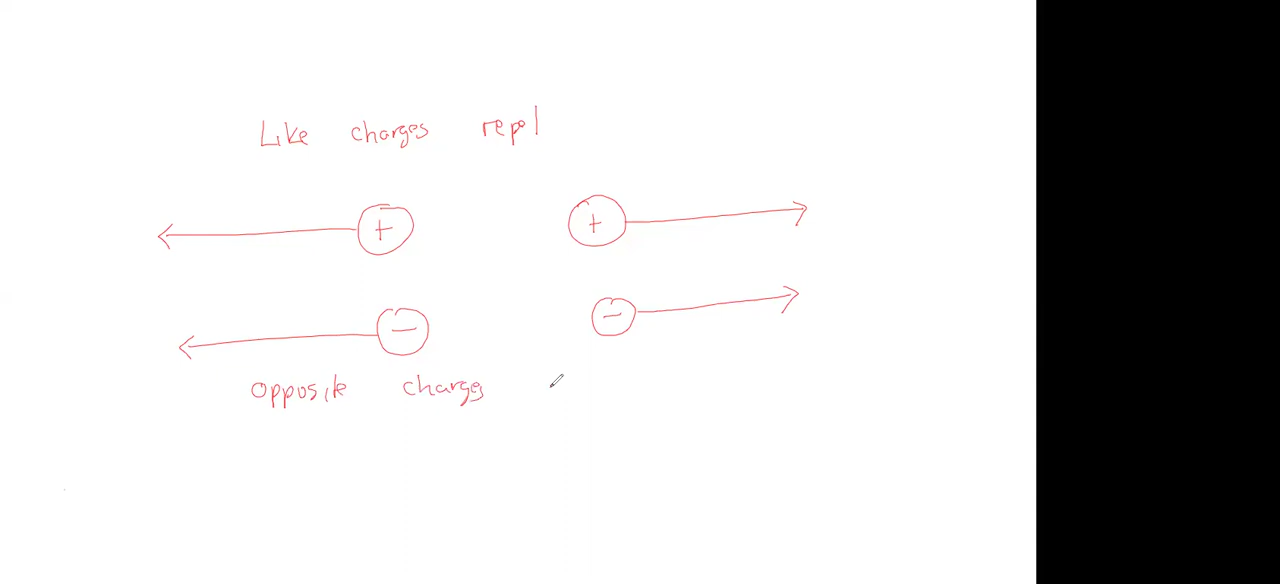 Like charges repel
+ +
- -
opposite charges